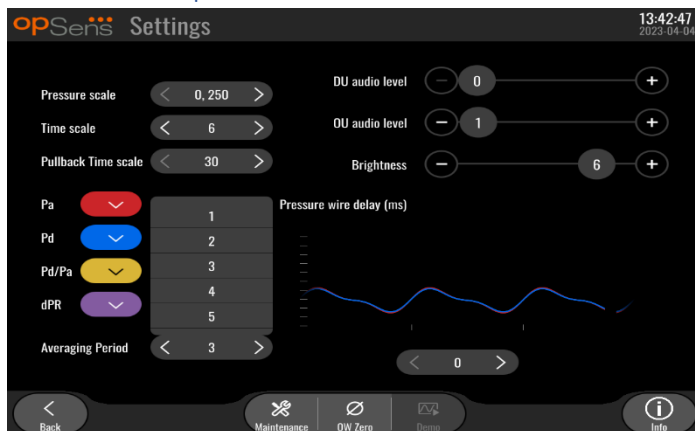 opSens Settings
13:42:47
2023-04-04
Pressure scale 0, 250
Time scale 6
Pullback Time scale 30
DU audio level 0
OU audio level 1
Brightness 6
Pa
Pd
Pd/Pa
dPR
1
2
3
4
5
Averaging Period 3
Pressure wire delay (ms)
0
Back
Maintenance
OW Zero
Demo
Info